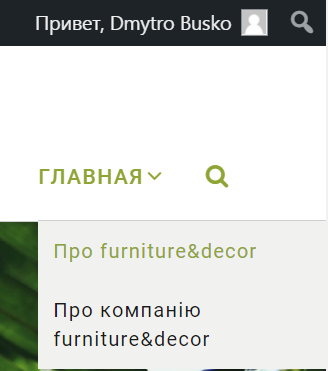 Привет, Dmytro Busko
ГЛАВНАЯ
Про furniture&decor
Про компанію
furniture&decor